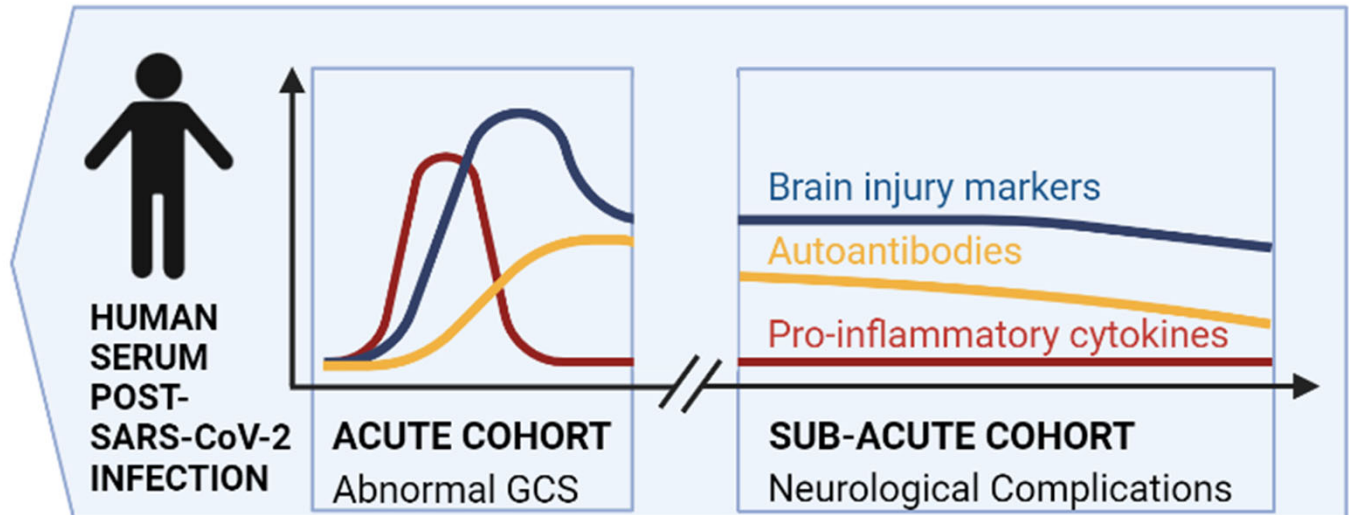 HUMAN
SERUM
POST-
SARS-CoV-2
INFECTION
ACUTE COHORT
Abnormal GCS
Brain injury markers
Autoantibodies
Pro-inflammatory cytokines
SUB-ACUTE COHORT
Neurological Complications